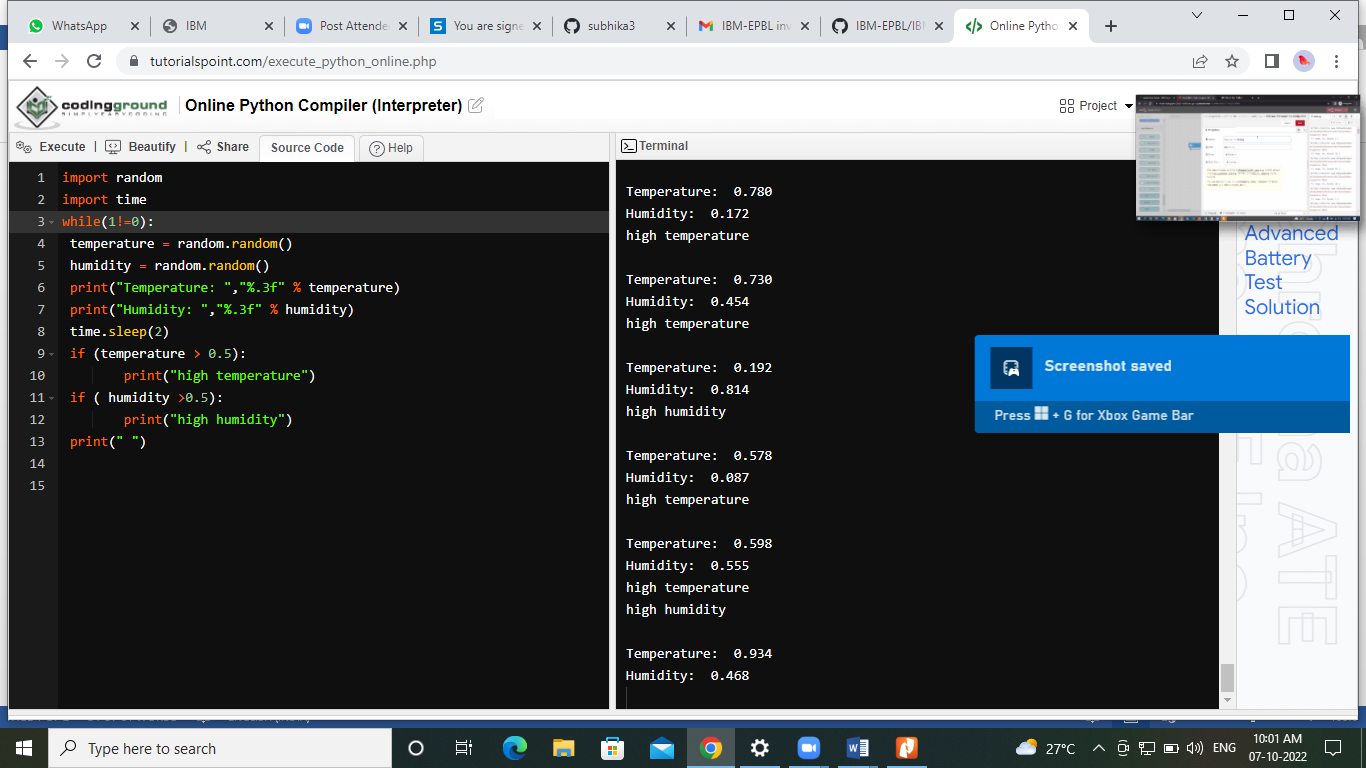 WhatsApp
IBM
Post Attende
You are signe
subhika3
IBM-EPBL inv
IBM-EPBL/IBM
Online Pytho
tutorialspoint.com/execute_python_online.php
codingground
SIMPLYEASYCODING
Online Python Compiler (Interpreter)
Project
Execute | Beautify | Share Source Code Help
1 import random
2 import time
3 while(1!=0):
4 temperature = random.random()
5 humidity = random.random()
6 print("Temperature: ","%.3f" % temperature)
7 print("Humidity: ","%.3f" % humidity)
8 time.sleep(2)
9 if (temperature > 0.5):
10 print("high temperature")
11 if ( humidity >0.5):
12 print("high humidity")
13 print(" ")
14
15
Terminal
Temperature:  0.780
Humidity:  0.172
high temperature
Temperature:  0.730
Humidity:  0.454
high temperature
Temperature:  0.192
Humidity:  0.814
high humidity
Temperature:  0.578
Humidity:  0.087
high temperature
Temperature:  0.598
Humidity:  0.555
high temperature
high humidity
Temperature:  0.934
Humidity:  0.468
Advanced
Battery
Test
Solution
Screenshot saved
Press + G for Xbox Game Bar
Type here to search
27°C
ENG
10:01 AM
07-10-2022